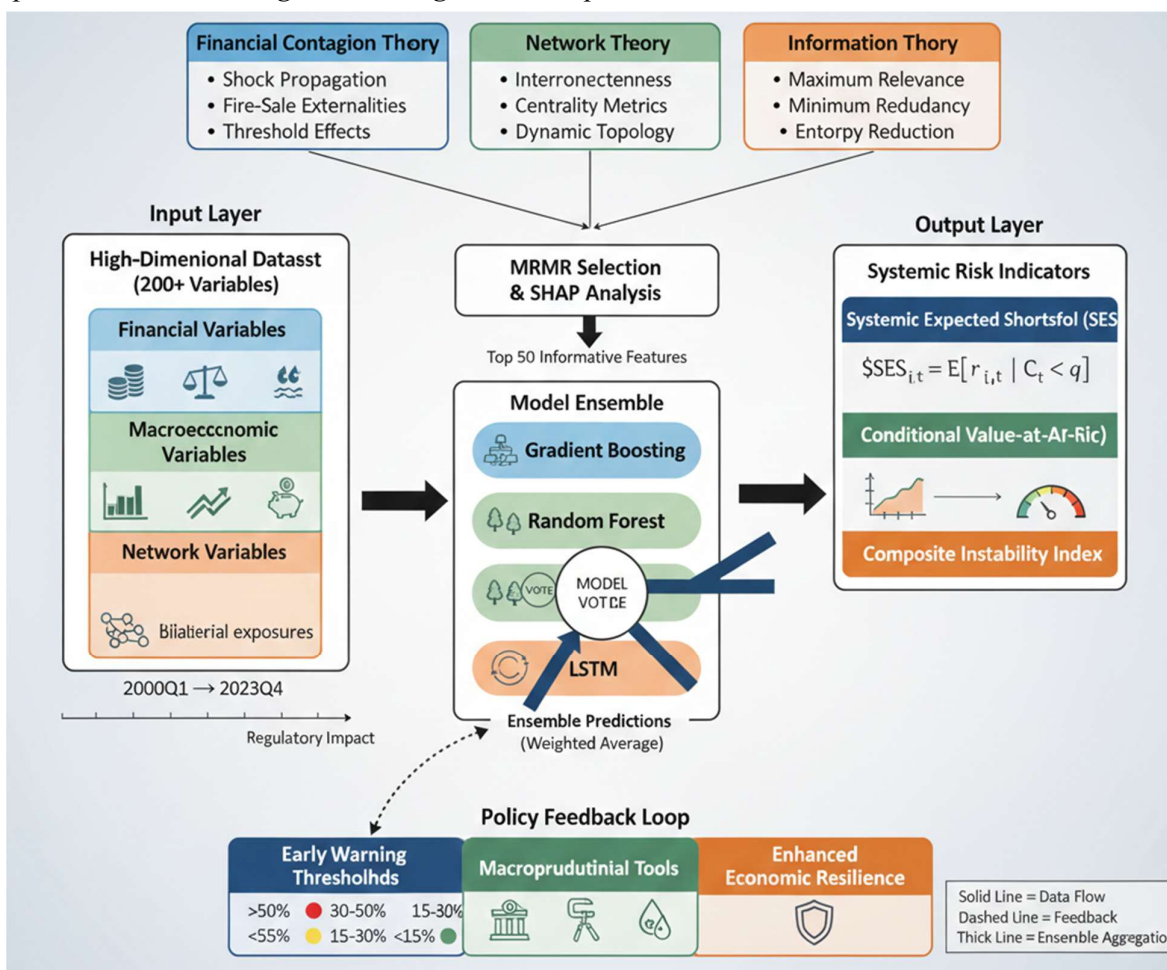 Financial Contagion Theory
• Shock Propagation
• Fire-Sale Externalities
• Threshold Effects
Network Theory
• Interronectenness
• Centrality Metrics
• Dynamic Topology
Information Thory
• Maximum Relevance
• Minimum Redudancy
• Entorpy Reduction
Input Layer
High-Dimenional Datasst
(200+ Variables)
Financial Variables
Macroeccnomic
Variables
Network Variables
Bilatierial exposures
2000Q1 → 2023Q4
Regulatory Impact
MRMR Selection
& SHAP Analysis
Top 50 Informative Features
Model Ensemble
Gradient Boosting
Random Forest
VOTE
MODEL
LSTM
Ensemble Predictions
(Weighted Average)
Output Layer
Systemic Risk Indicators
Systemic Expected Shortsfol (SES
$SES_{i,t} = E[r_{i,t} | C_t < q]
Conditional Value-at-Ar-Ric)
Composite Instability Index
Policy Feedback Loop
Early Warning
Thresholhds
>50% 30-50% 15-30%
<55% 15-30% <15%
Macroprudutinial Tools
Enhanced
Economic Resilience
Solid Line = Data Flow
Dashed Line = Feedback
Thick Line = Ensemble Aggregation